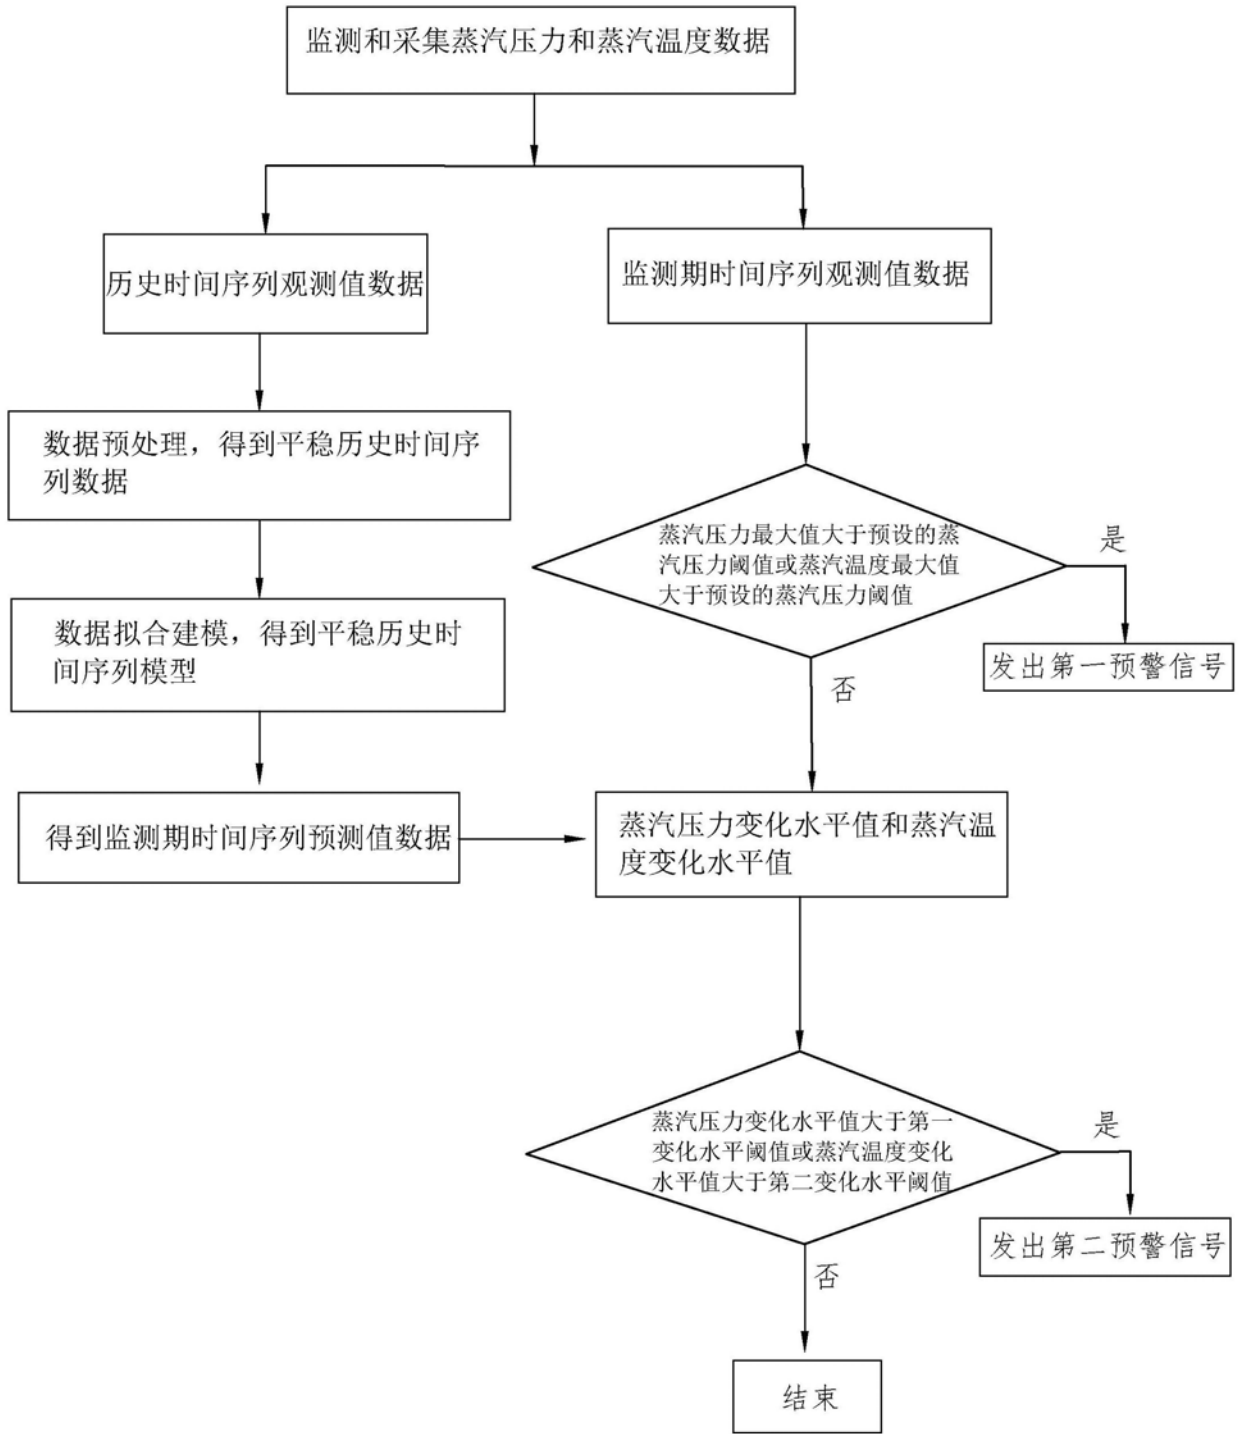 监测和采集蒸汽压力和蒸汽温度数据
历史时间序列观测值数据
监测期时间序列观测值数据
数据预处理，得到平稳历史时间序
列数据
蒸汽压力最大值大于预设的蒸
汽压力阈值或蒸汽温度最大值
大于预设的蒸汽压力阈值
是
发出第一预警信号
数据拟合建模，得到平稳历史时
间序列模型
否
得到监测期时间序列预测值数据
蒸汽压力变化水平值和蒸汽温
度变化水平值
蒸汽压力变化水平值大于第一
变化水平阈值或蒸汽温度变化
水平值大于第二变化水平阈值
是
发出第二预警信号
否
结束